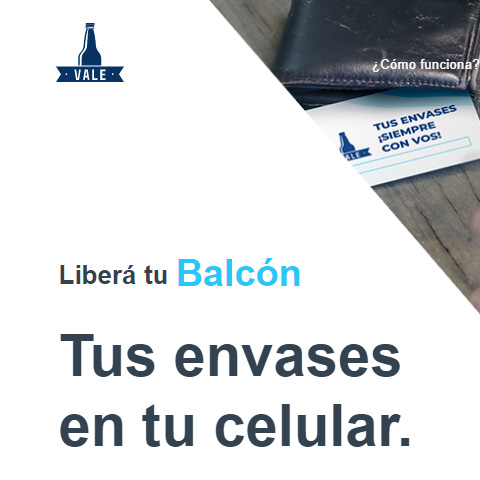 · VALE ·
¿Cómo funciona?
TUS ENVASES
¡SIEMPRE
CON VOS!
VALE
Liberá tu Balcón
Tus envases
en tu celular.